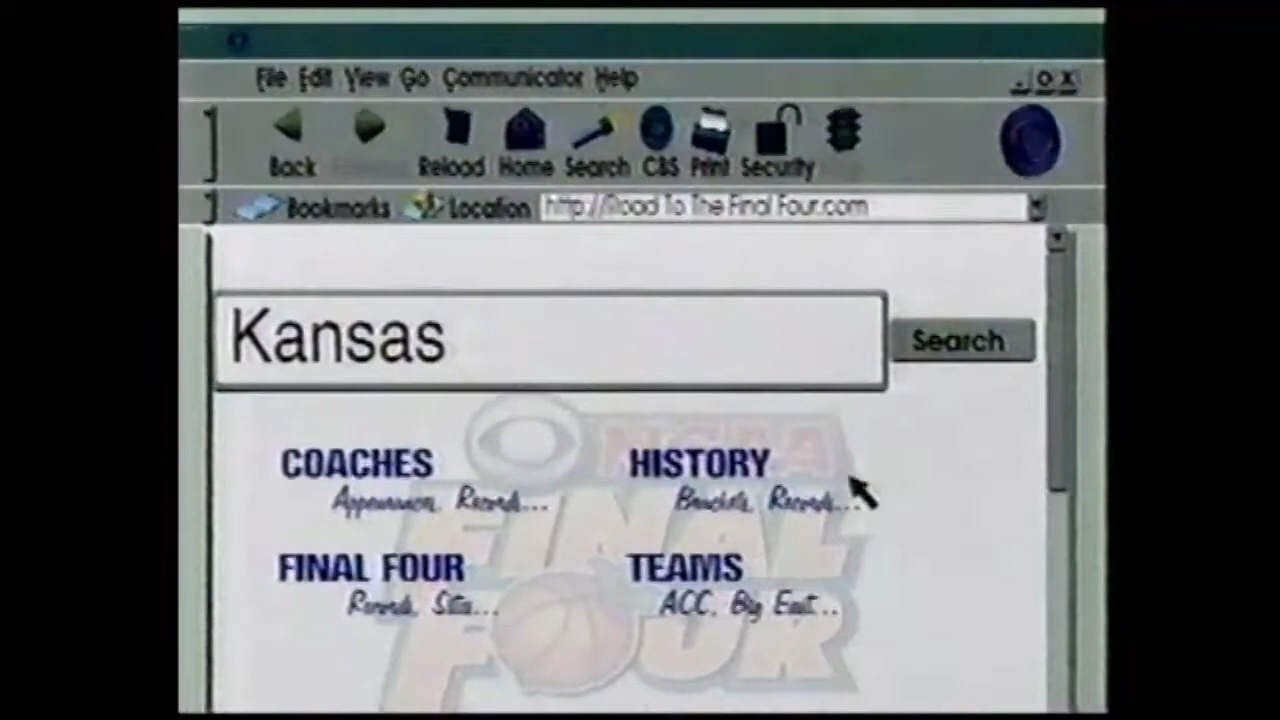 File Edit View Go Communicator Help
Back Reload Home Search CBS Print Security
Bookmarks Location http://Road To The Final Four.com
Kansas
Search
COACHES HISTORY
Appearances, Records... Brackets, Records...
FINAL FOUR TEAMS
Records, Sites... ACC, Big East...
NCAA
FINAL
FOUR